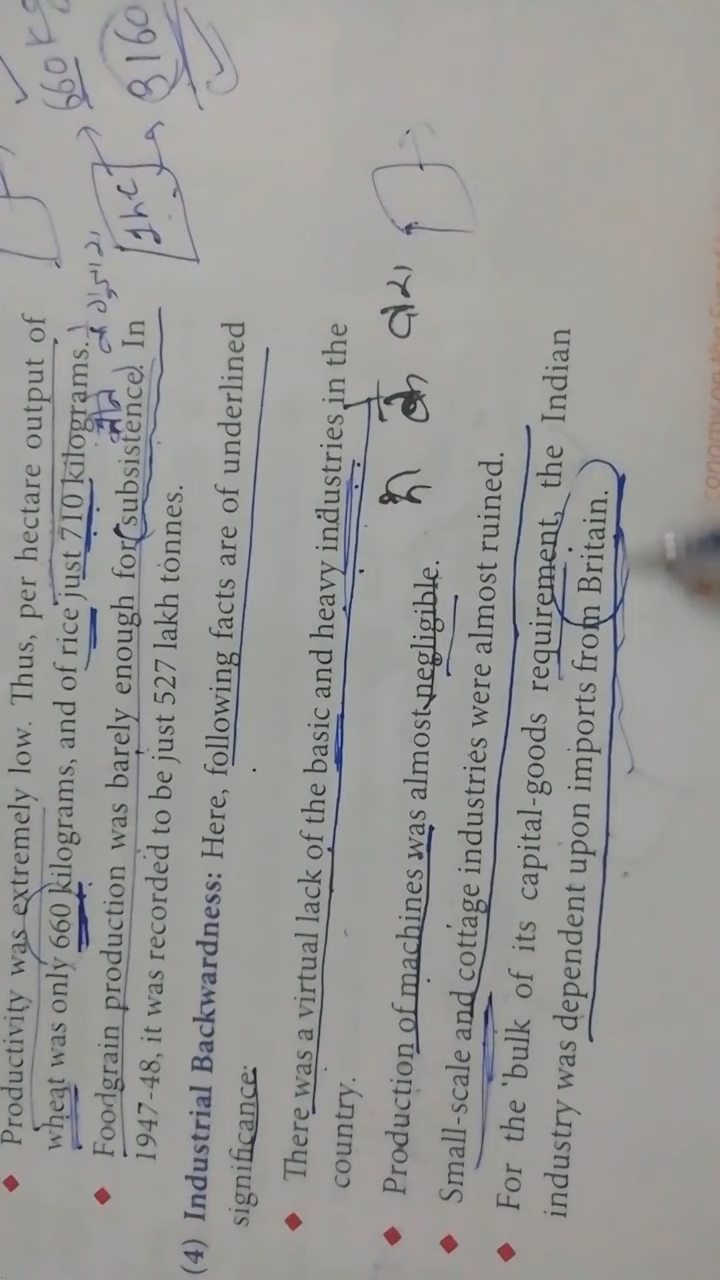 660 kg
3160
1hc
Productivity was extremely low. Thus, per hectare output of
wheat was only 660 kilograms, and of rice just 710 kilograms.
Foodgrain production was barely enough for (subsistence). In
1947-48, it was recorded to be just 527 lakh tonnes.
(4) Industrial Backwardness: Here, following facts are of underlined
significance:
There was a virtual lack of the basic and heavy industries in the
country.
Production of machines was almost negligible.
Small-scale and cottage industries were almost ruined.
For the bulk of its capital-goods requirement, the Indian
industry was dependent upon imports from Britain.